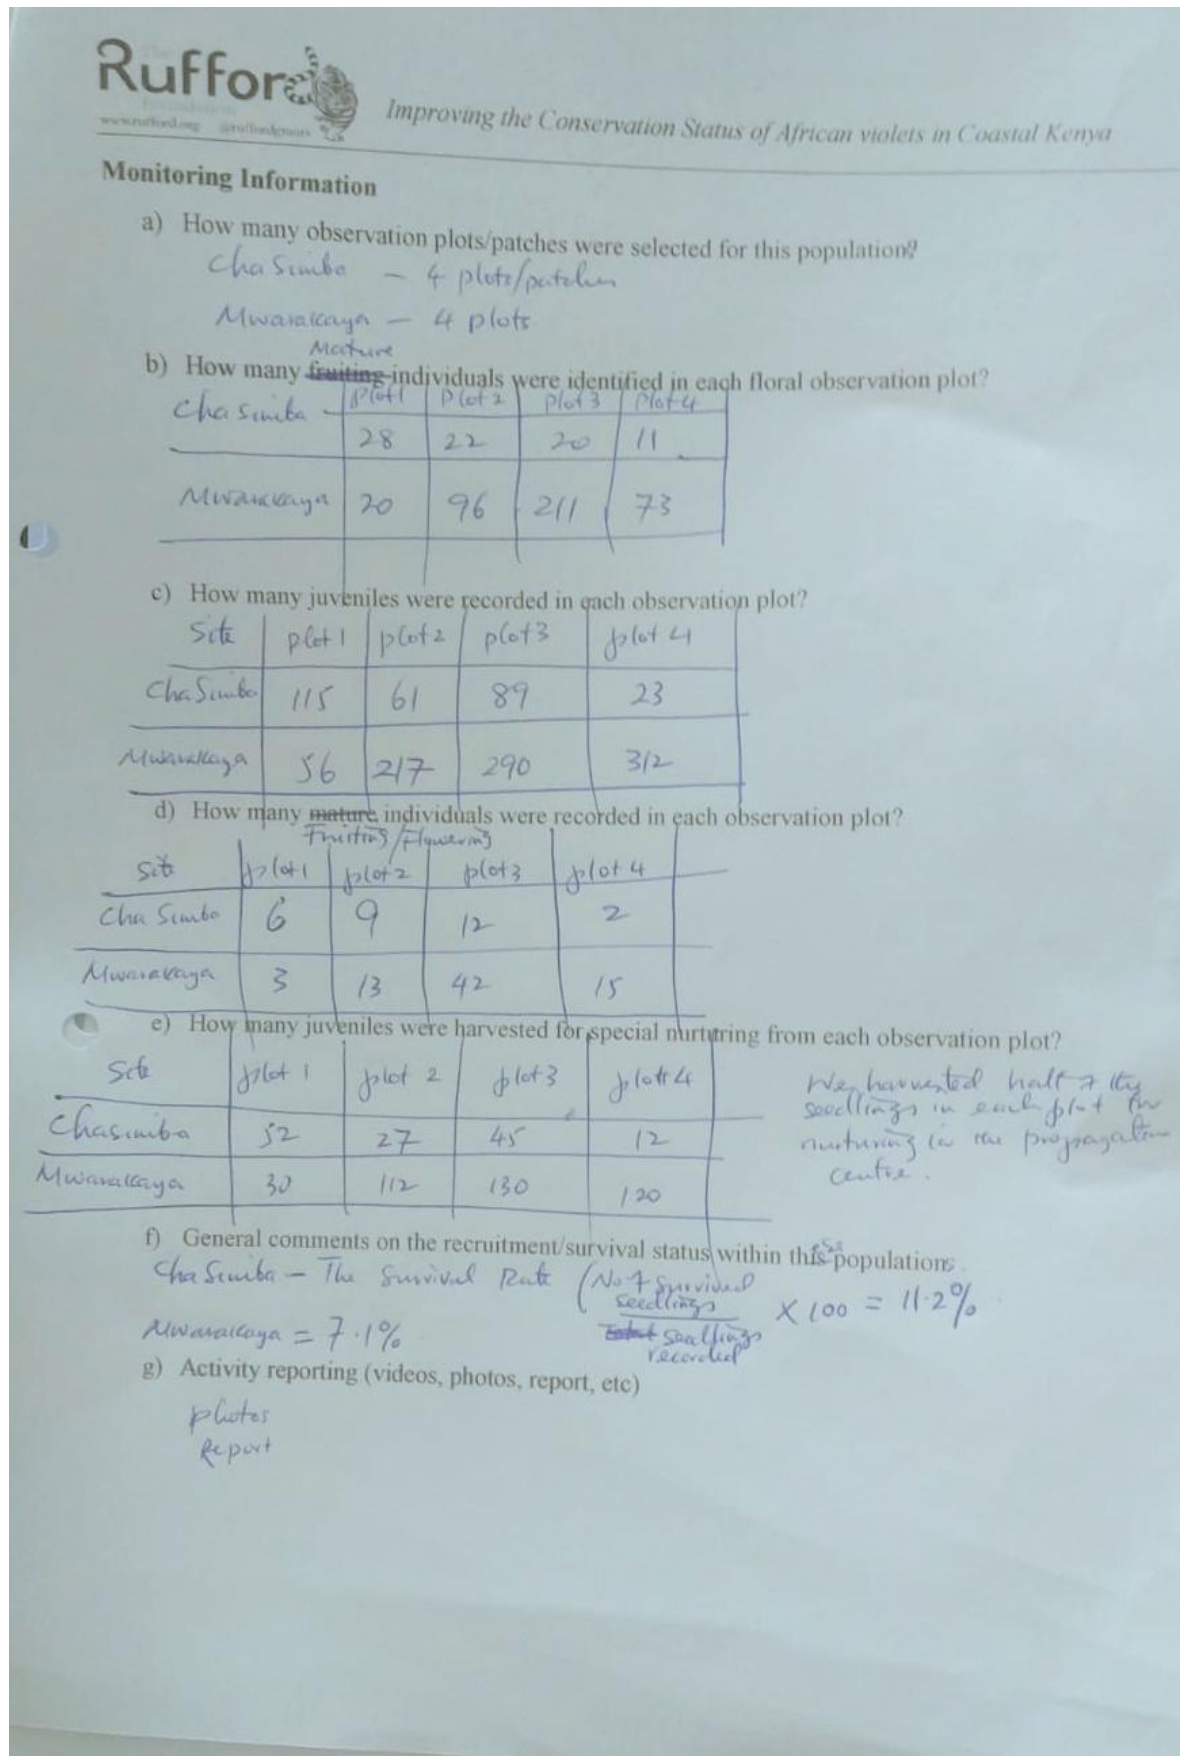 The
Rufford
Foundation
www.rufford.org @ruffordgrants
Improving the Conservation Status of African violets in Coastal Kenya
Monitoring Information
a) How many observation plots/patches were selected for this population?
Cha Simba - 4 plots/patches
Mwarakaya - 4 plots
Mature
b) How many fruiting individuals were identified in each floral observation plot?
Cha Simba - Plot 1 Plot 2 Plot 3 Plot 4
28 22 20 11
Mwarakaya 20 96 211 73
c) How many juveniles were recorded in each observation plot?
Site plot 1 plot 2 plot 3 plot 4
Cha Simba 115 61 89 23
Mwarakaya 56 217 290 312
d) How many mature individuals were recorded in each observation plot?
Fruiting/Flowering
Site plot 1 plot 2 plot 3 plot 4
Cha Simba 6 9 12 2
Mwarakaya 3 13 42 15
e) How many juveniles were harvested for special nurturing from each observation plot?
Site plot 1 plot 2 plot 3 plot 4
Chasimba 52 27 45 12
Mwarakaya 30 112 130 120
We harvested half of the
seedlings in each plot for
nurturing in the propagation
centre.
f) General comments on the recruitment/survival status within this populations
Cha Simba - The Survival Rate (No of survived
seedlings
X 100 = 11.2%
Total seedlings
recorded
Mwarakaya = 7.1%
g) Activity reporting (videos, photos, report, etc)
photos
Report